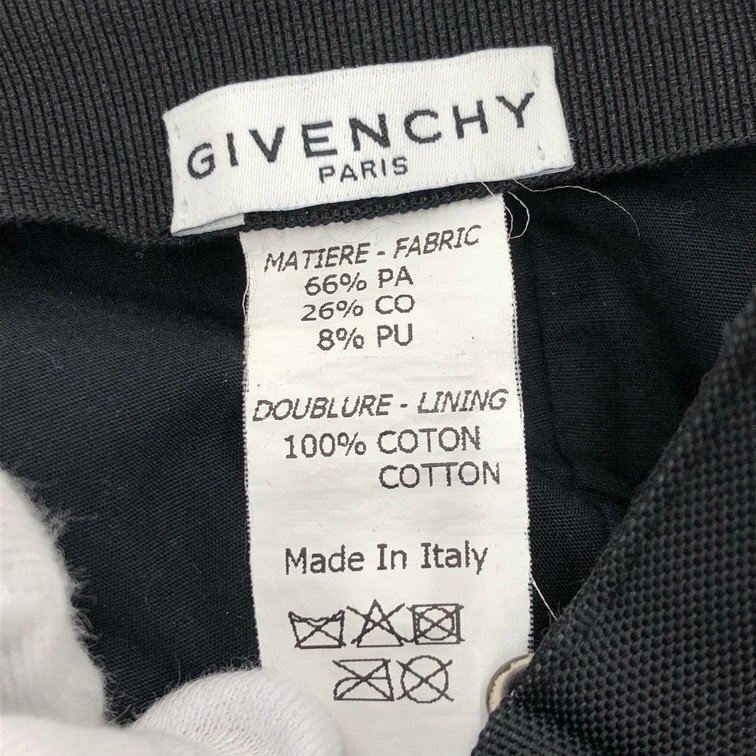 GIVENCHY
PARIS
MATIERE - FABRIC
66% PA
26% CO
8% PU
DOUBLURE - LINING
100% COTON
COTTON
Made In Italy